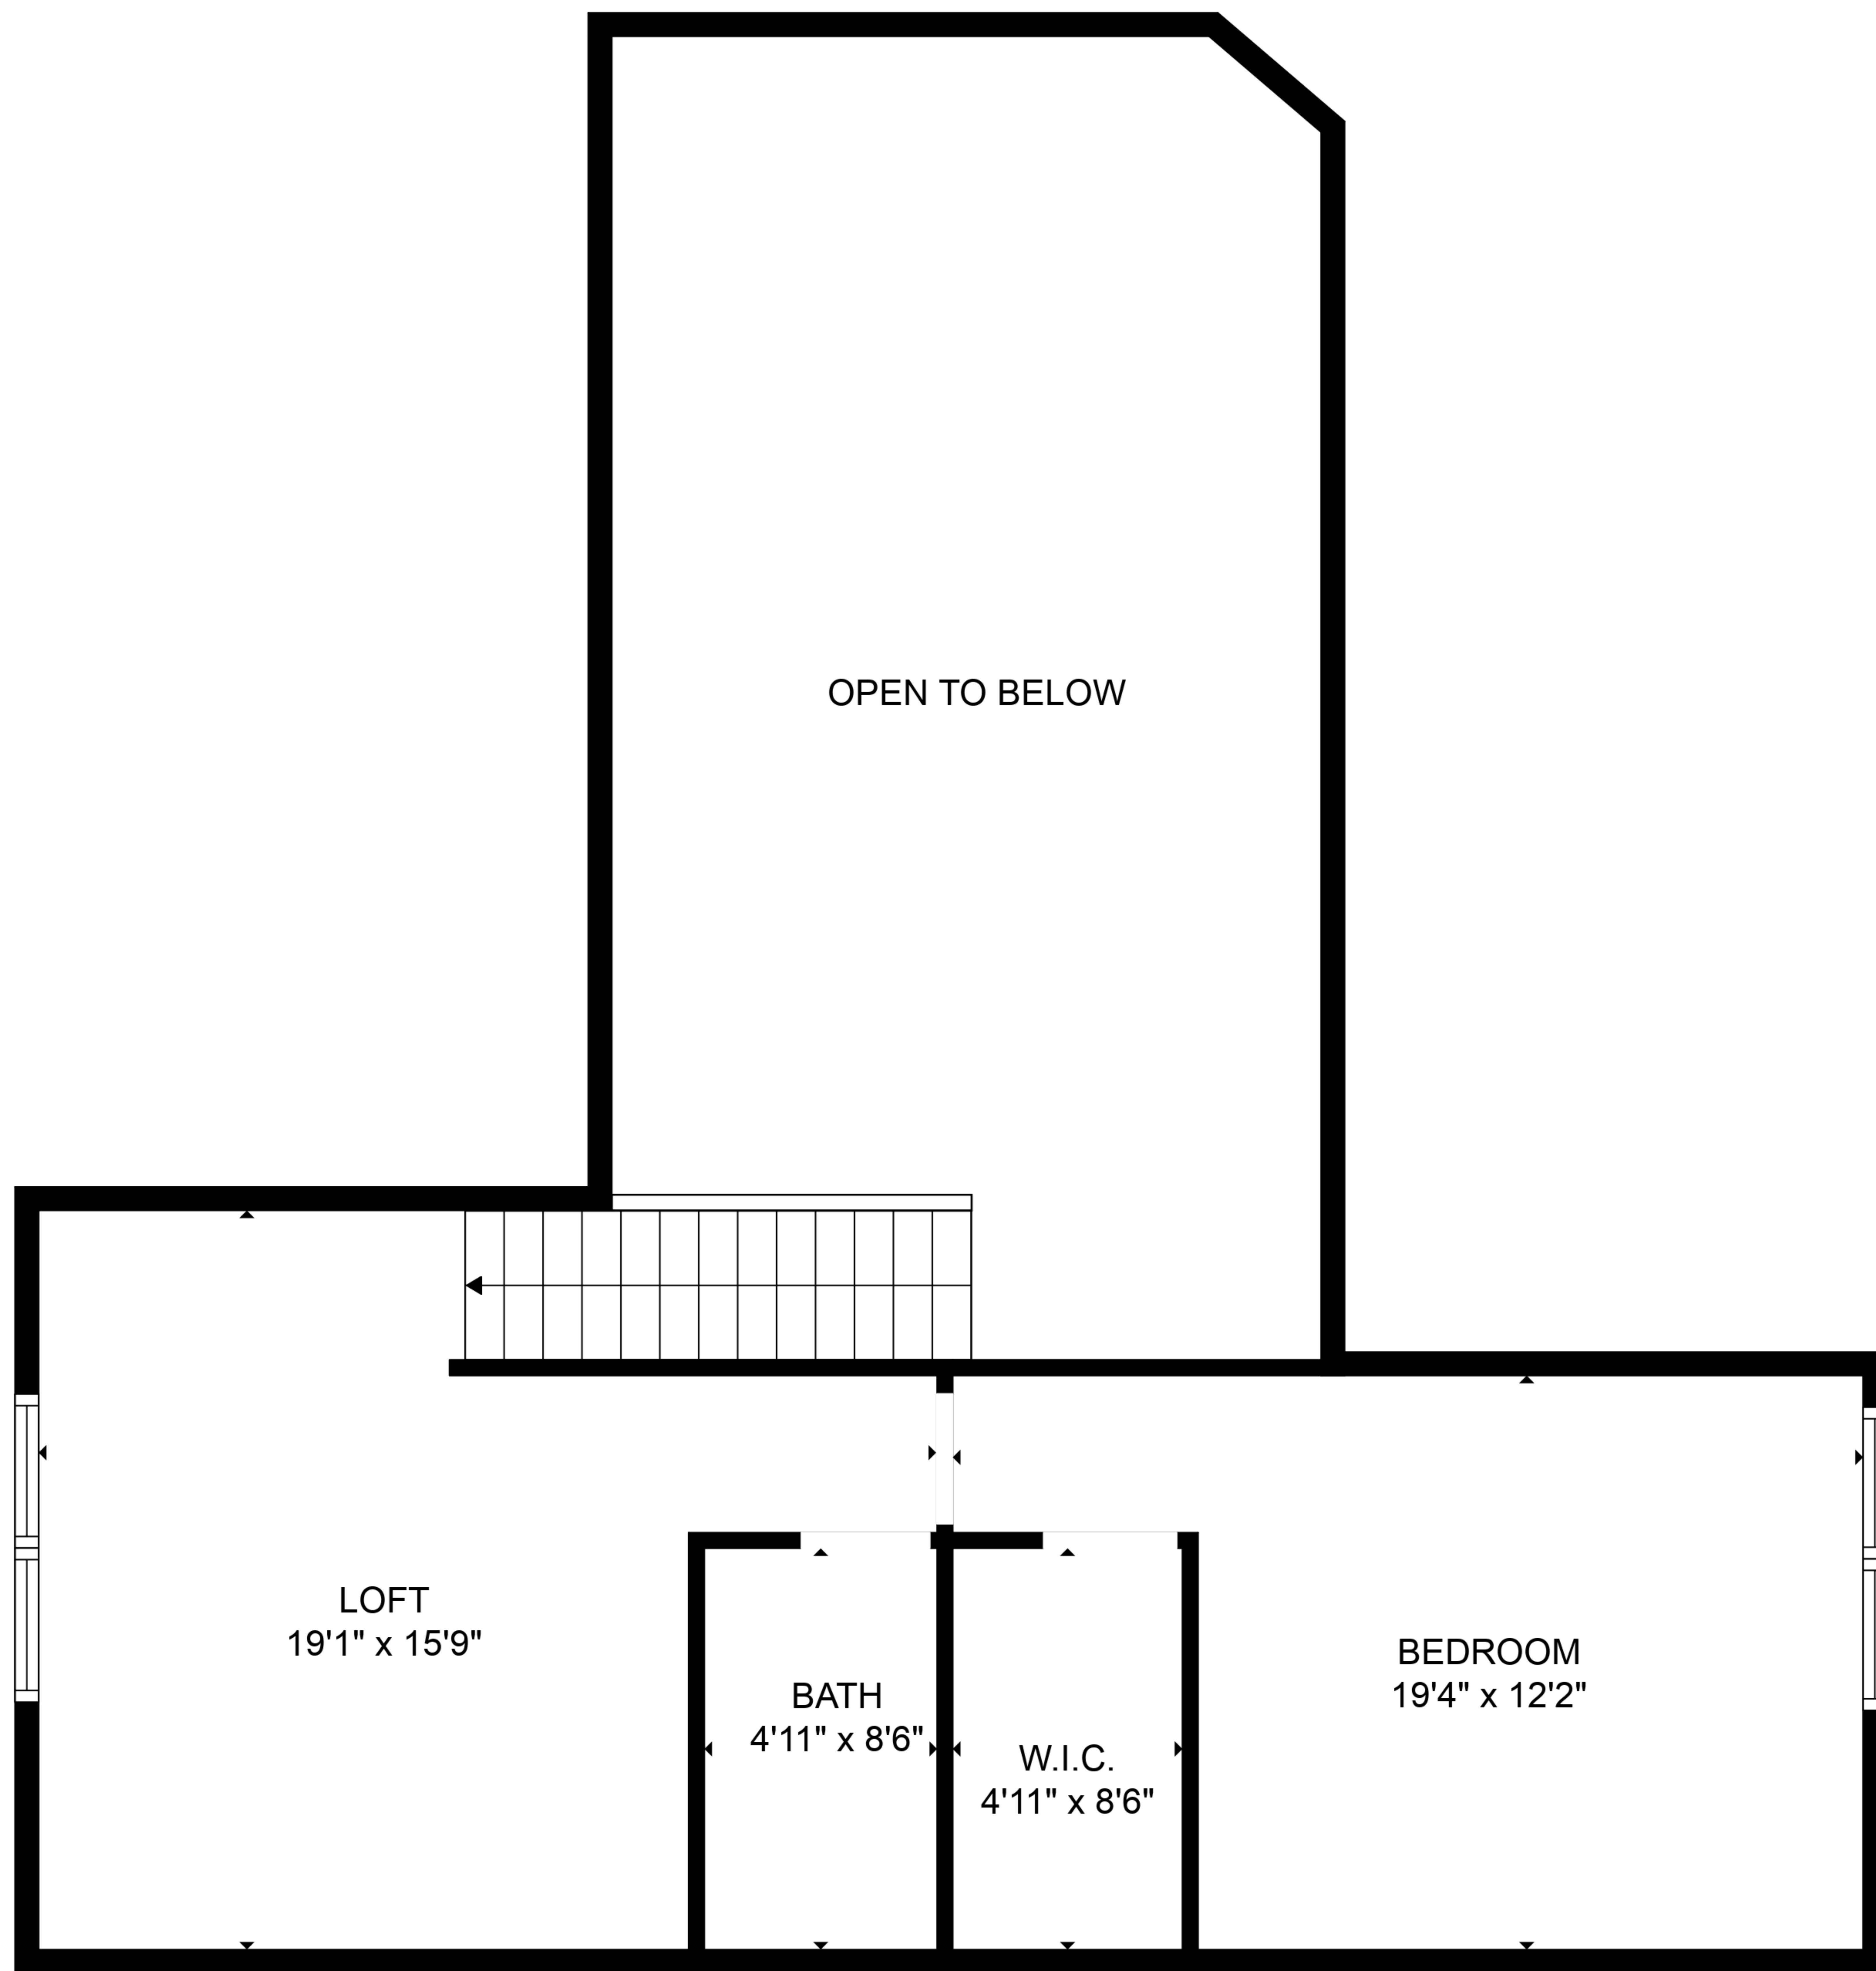 OPEN TO BELOW
LOFT
19'1" x 15'9"
BATH
4'11" x 8'6"
W.I.C.
4'11" x 8'6"
BEDROOM
19'4" x 12'2"